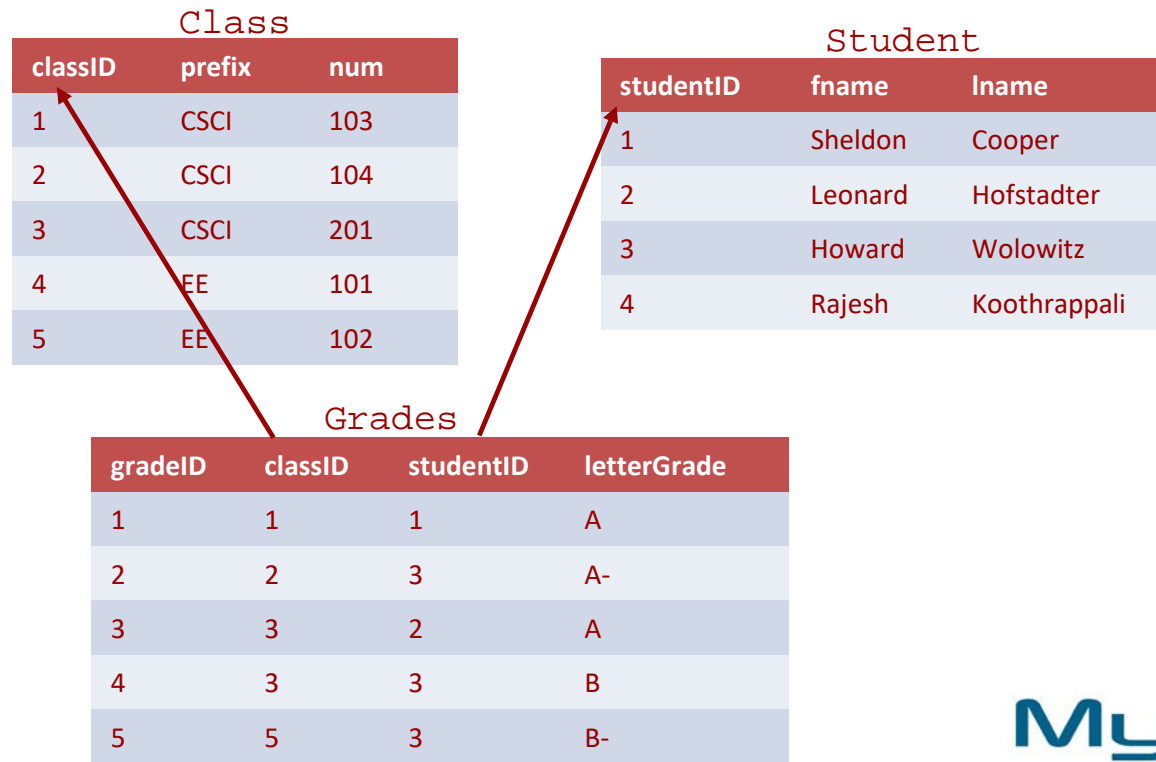 Class
classID prefix num
1 CSCI 103
2 CSCI 104
3 CSCI 201
4 EE 101
5 EE 102
Student
studentID fname lname
1 Sheldon Cooper
2 Leonard Hofstadter
3 Howard Wolowitz
4 Rajesh Koothrappali
Grades
gradeID classID studentID letterGrade
1 1 1 A
2 2 3 A-
3 3 2 A
4 3 3 B
5 5 3 B-
My